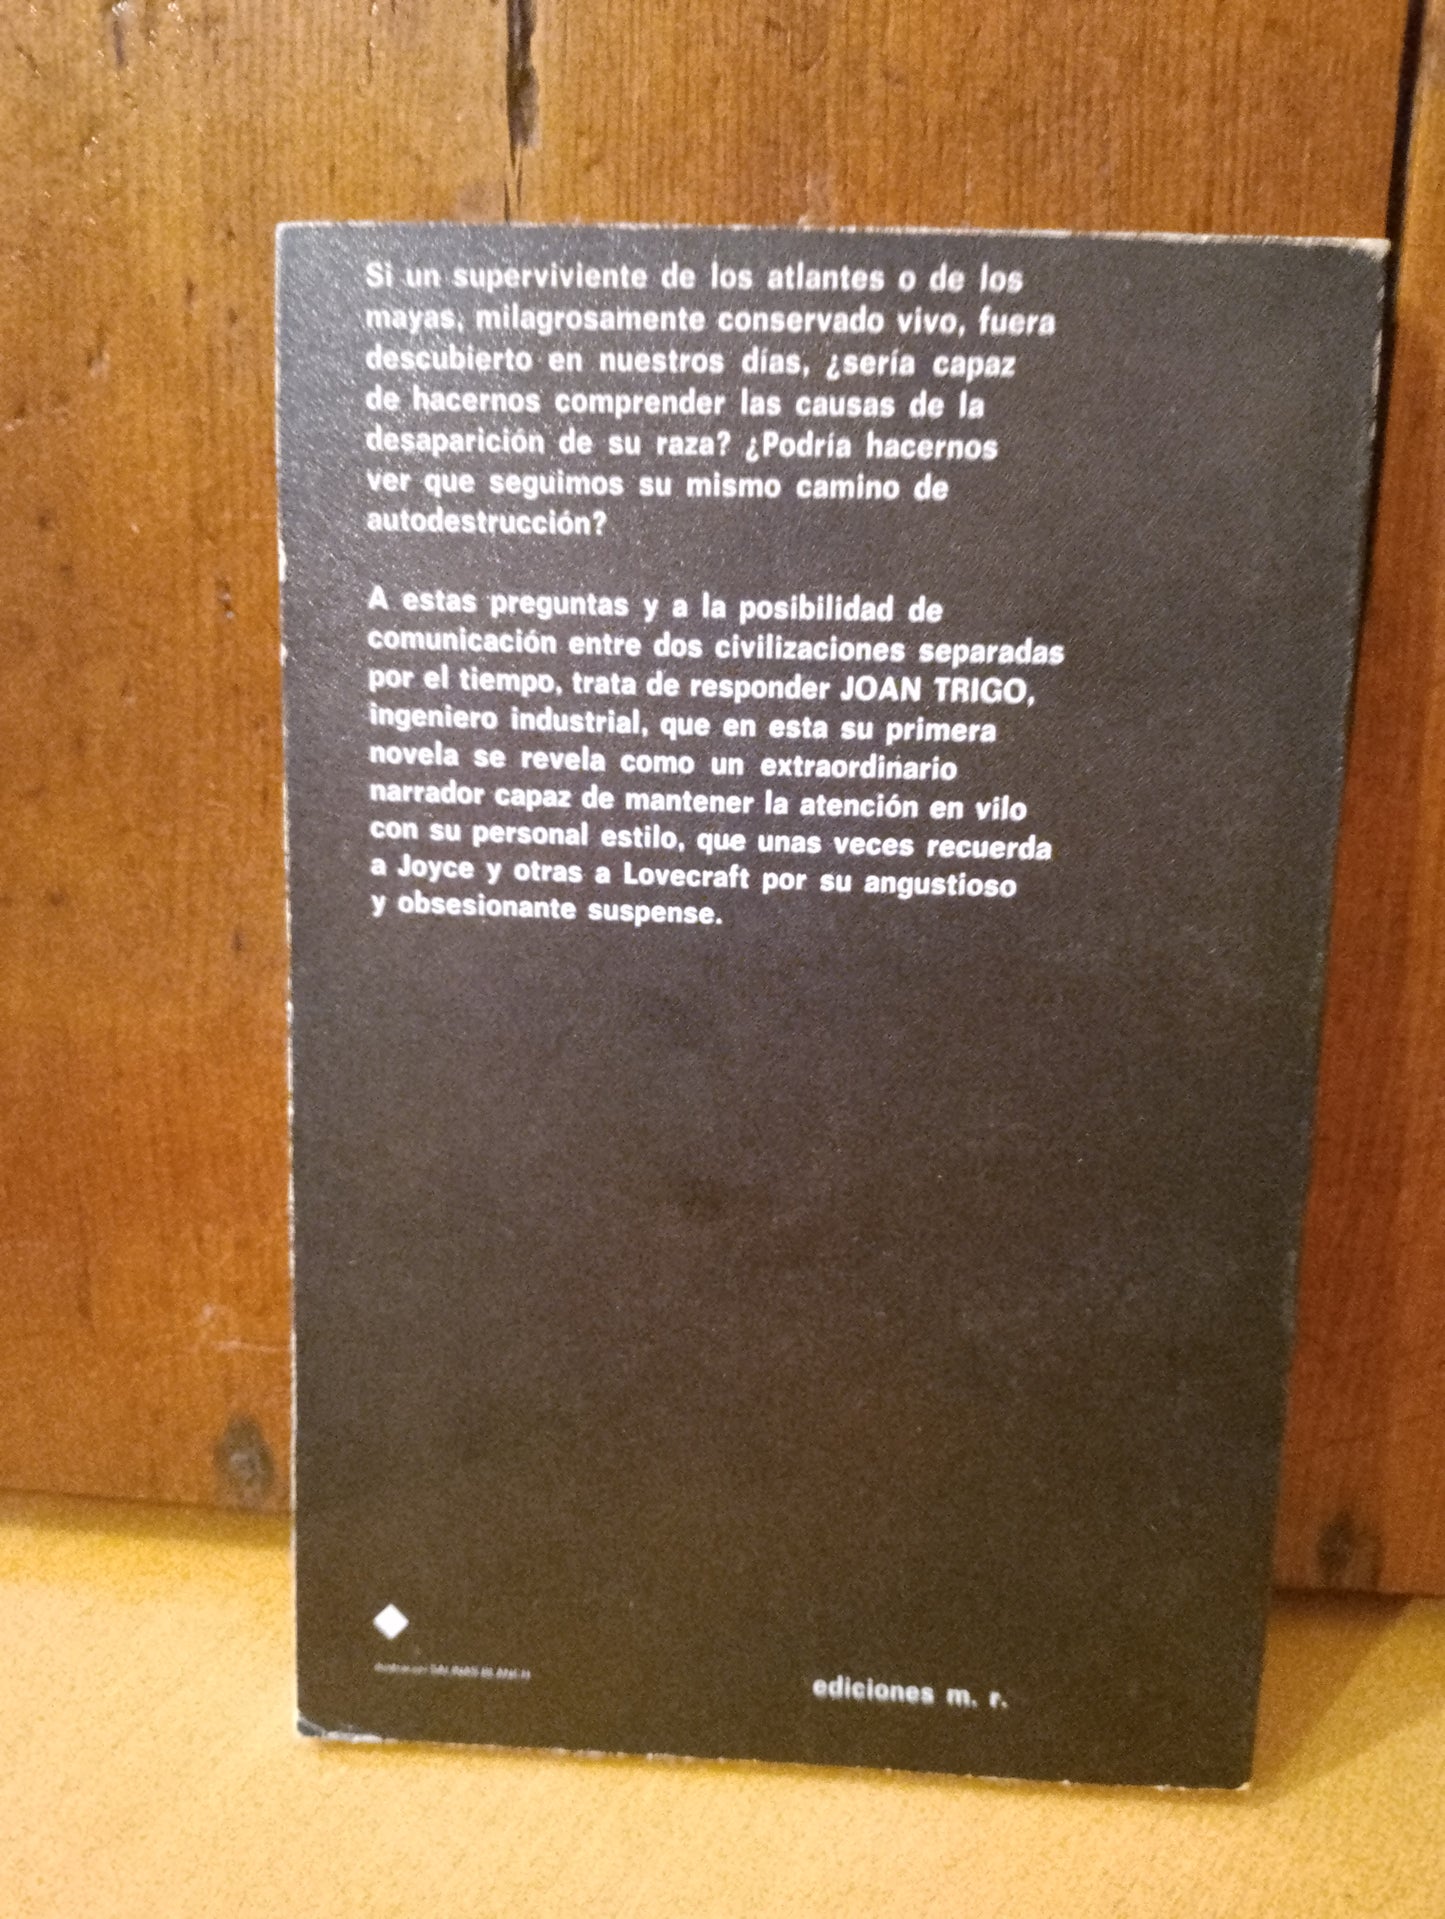 Si un superviviente de los atlantes o de los
mayas, milagrosamente conservado vivo, fuera
descubierto en nuestros días, ¿sería capaz
de hacernos comprender las causas de la
desaparición de su raza? ¿Podría hacernos
ver que seguimos su mismo camino de
autodestrucción?
A estas preguntas y a la posibilidad de
comunicación entre dos civilizaciones separadas
por el tiempo, trata de responder JOAN TRIGO,
ingeniero industrial, que en esta su primera
novela se revela como un extraordinario
narrador capaz de mantener la atención en vilo
con su personal estilo, que unas veces recuerda
a Joyce y otras a Lovecraft por su angustioso
y obsesionante suspense.
SALINAS BLANCH
ediciones m. r.